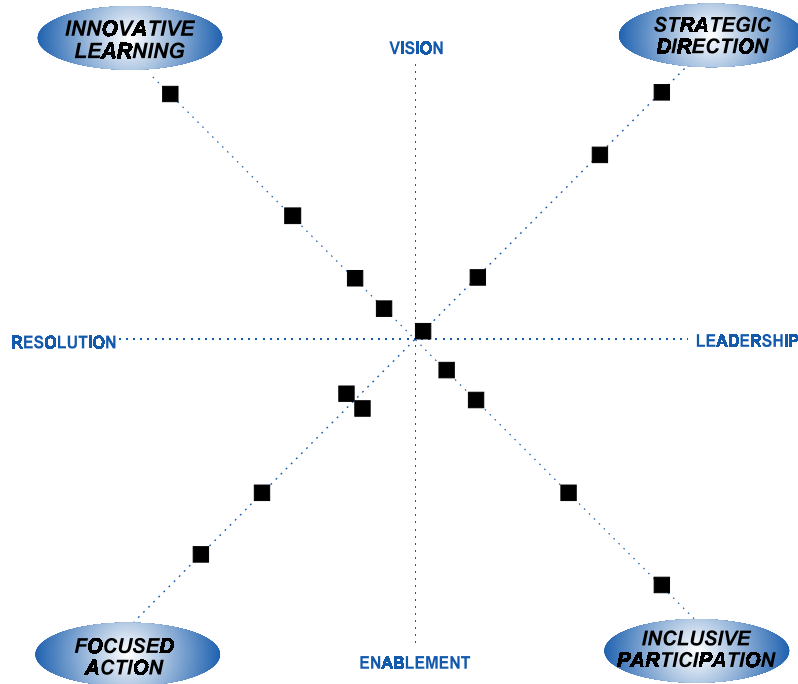 INNOVATIVE
LEARNING
STRATEGIC
DIRECTION
VISION
RESOLUTION
LEADERSHIP
FOCUSED
ACTION
ENABLEMENT
INCLUSIVE
PARTICIPATION